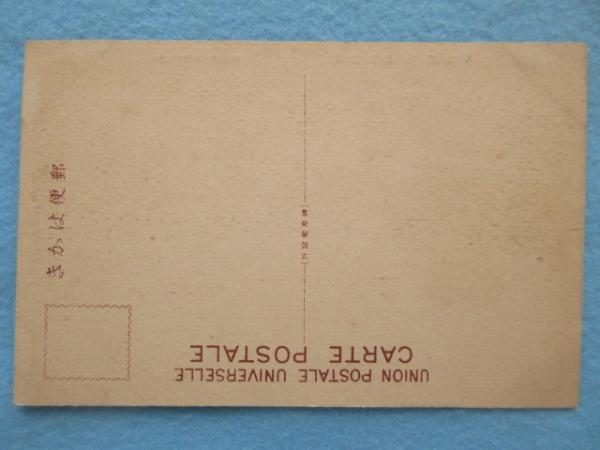 UNION POSTALE UNIVERSELLE
CARTE POSTALE
郵便はかき